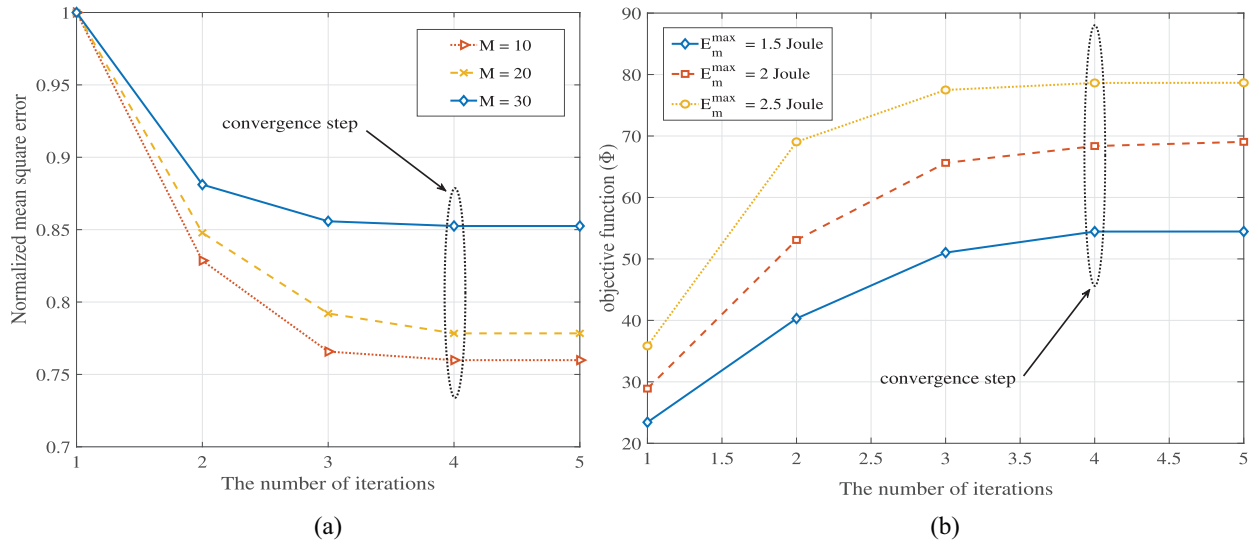 Normalized mean square error
1
0.95
0.9
0.85
0.8
0.75
0.7
M = 10
M = 20
M = 30
convergence step
1
2
3
4
5
The number of iterations
(a)
objective function (Φ)
90
80
70
60
50
40
30
20
E_m^max = 1.5 Joule
E_m^max = 2 Joule
E_m^max = 2.5 Joule
convergence step
1
1.5
2
2.5
3
3.5
4
4.5
5
The number of iterations
(b)